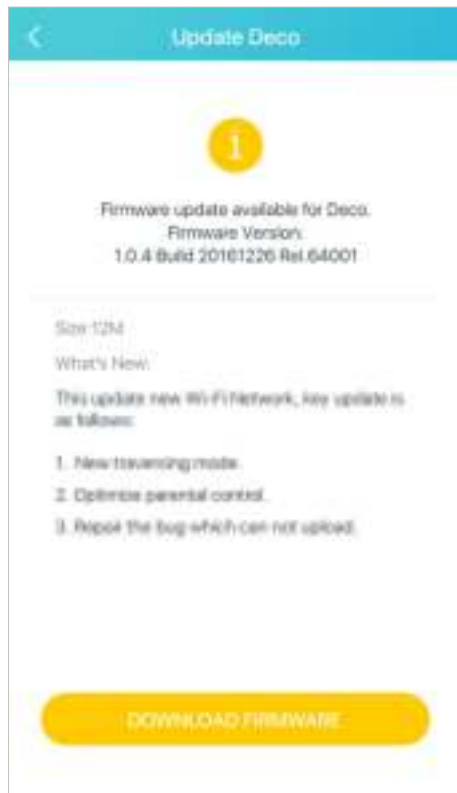 Update Deco
Firmware update available for Deco.
Firmware Version:
1.0.4 Build 20161226 Rel.64001
Size 12M
What's New:
This update new Wi-Fi Network, key update is
as follows:
1. New mode.
2. Optimize parental control.
3. Repair the bug which can not upload.
DOWNLOAD FIRMWARE